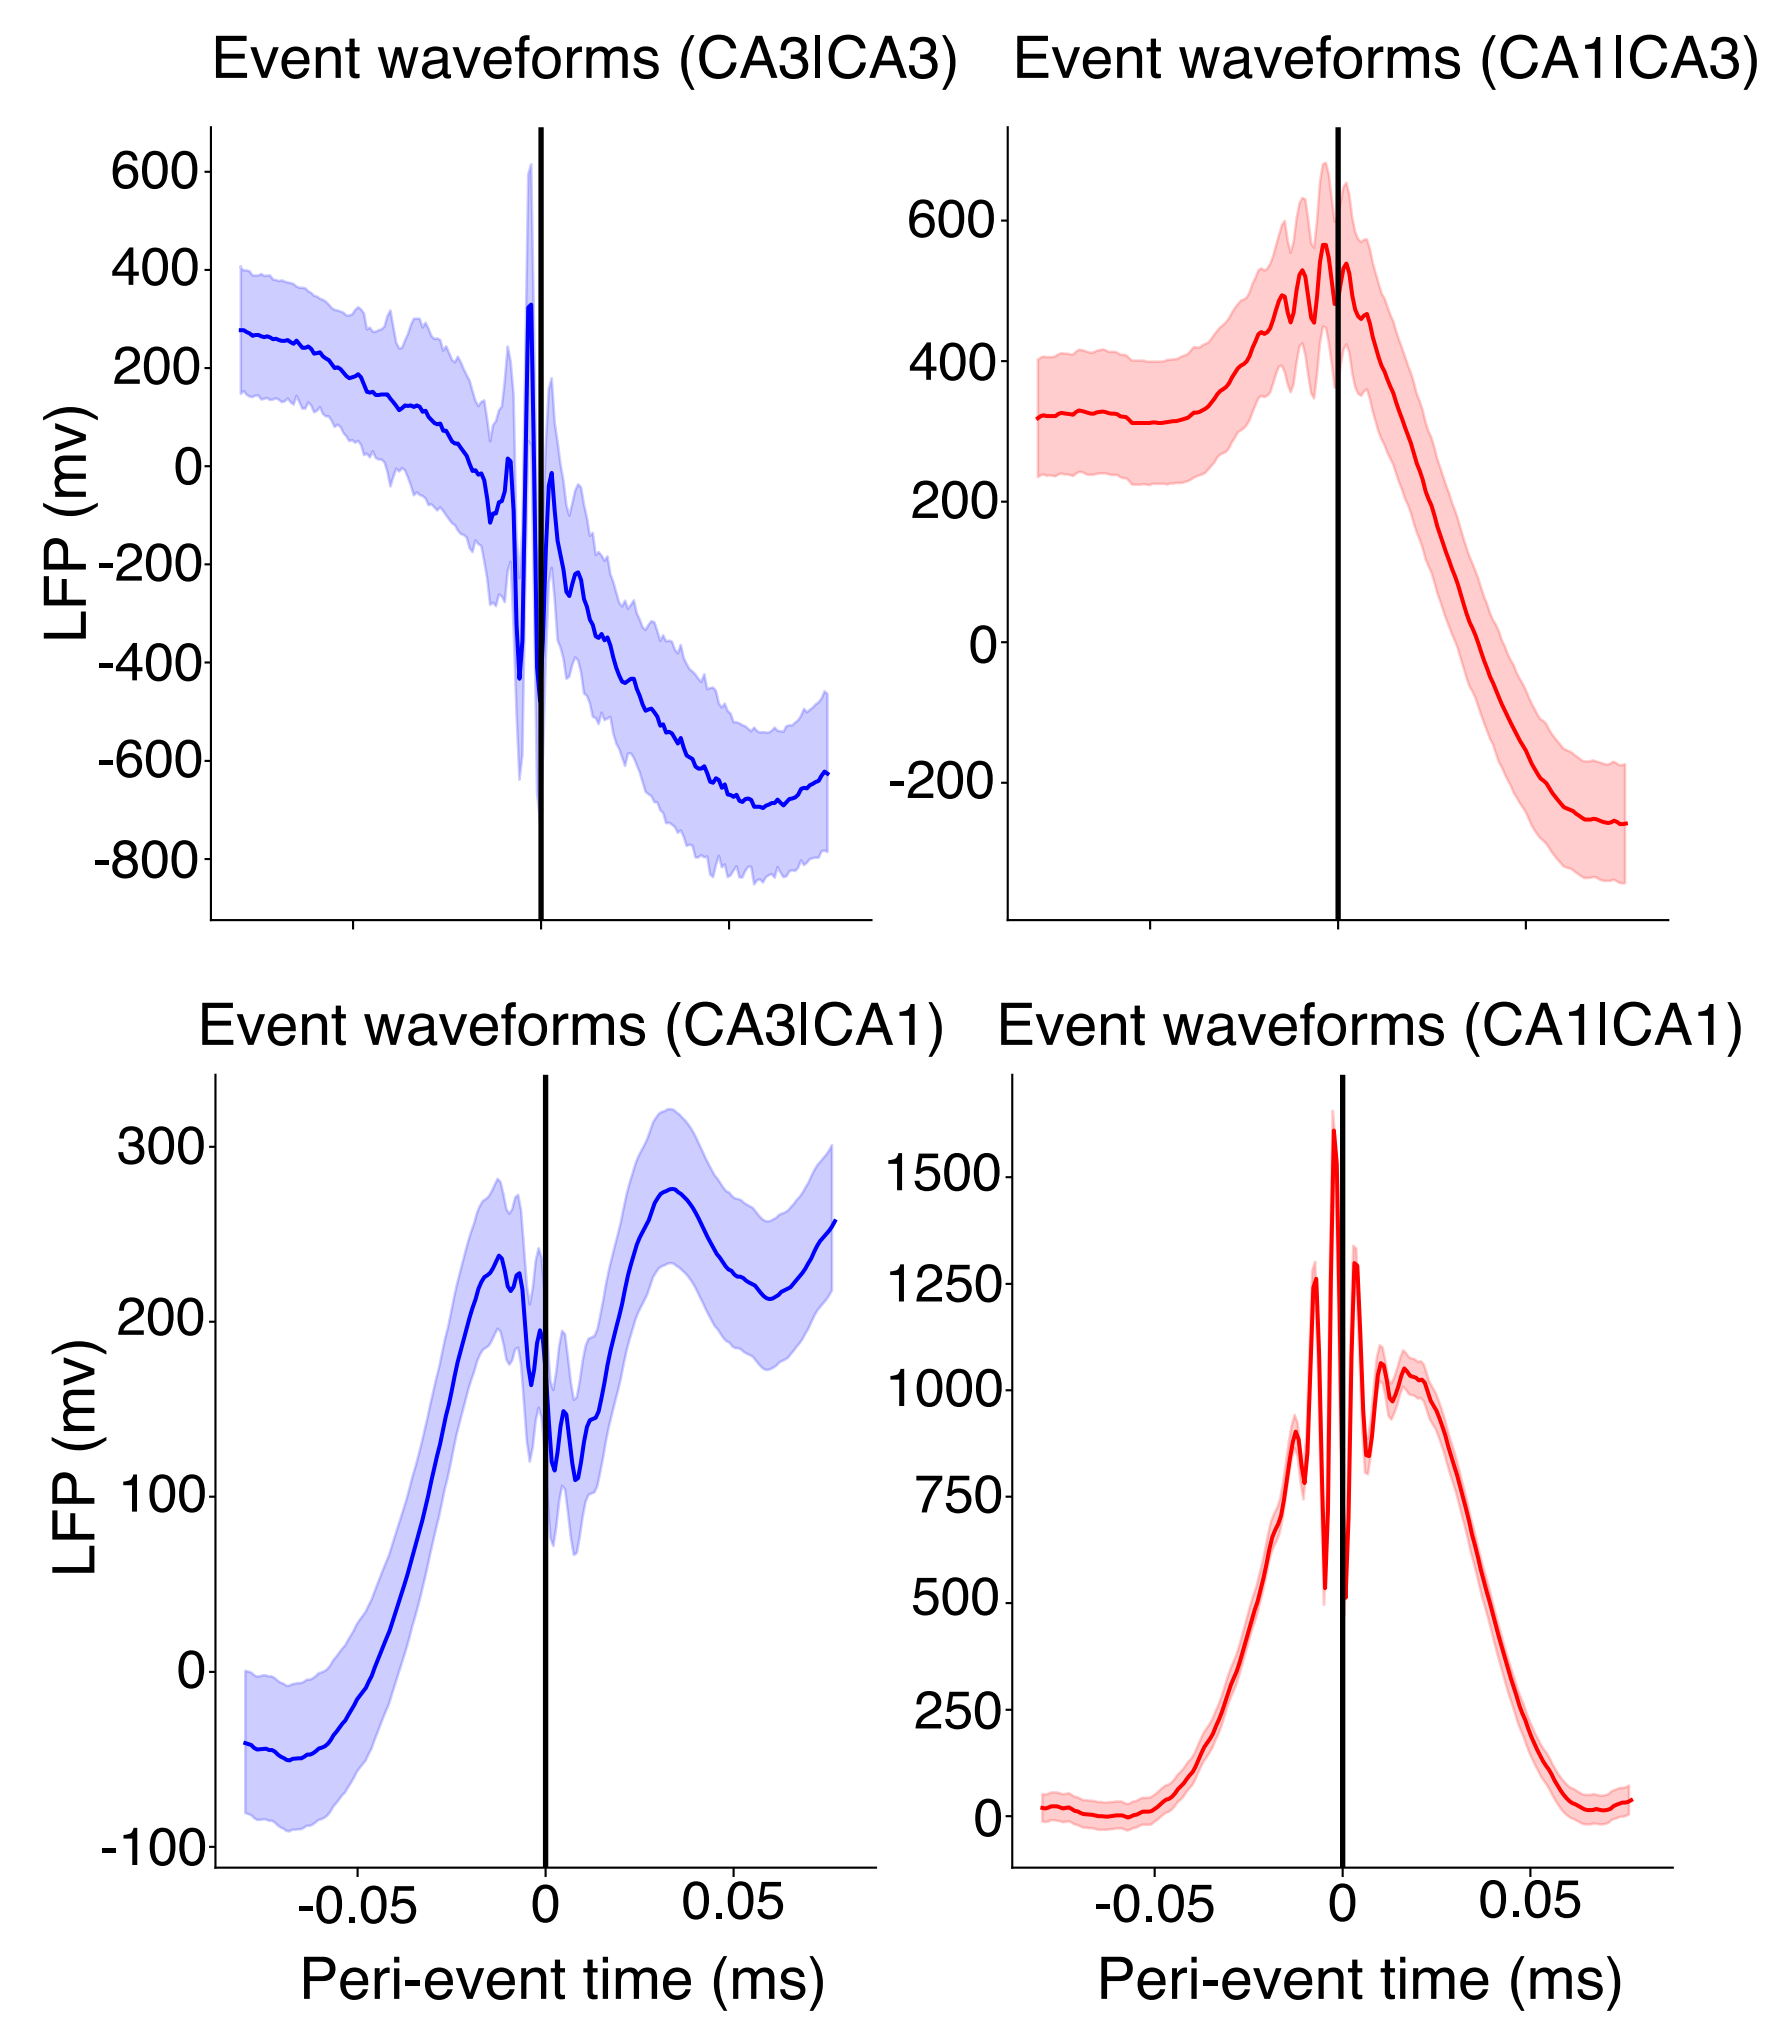 Event waveforms (CA3|CA3)
Event waveforms (CA1|CA3)
LFP (mv)
600
400
200
0
-200
-400
-600
-800
600
400
200
0
-200
Event waveforms (CA3|CA1)
Event waveforms (CA1|CA1)
LFP (mv)
300
200
100
0
-100
1500
1250
1000
750
500
250
0
-0.05 0 0.05
-0.05 0 0.05
Peri-event time (ms)
Peri-event time (ms)